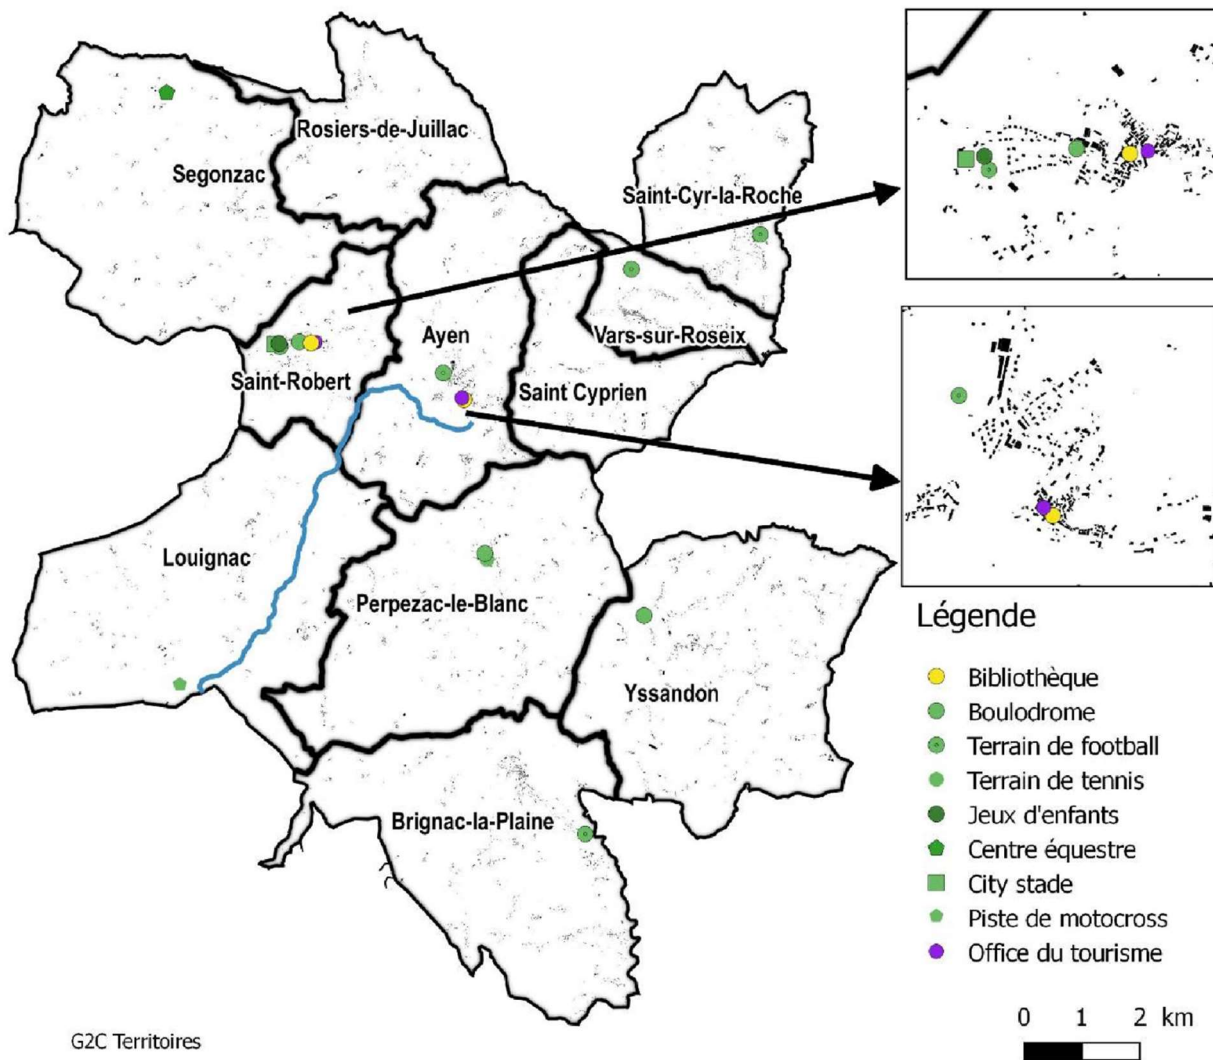 Rosiers-de-Juillac
Segonzac
Saint-Cyr-la-Roche
Ayen
Vars-sur-Roseix
Saint-Robert
Saint Cyprien
Louignac
Perpezac-le-Blanc
Yssandon
Brignac-la-Plaine
Légende
Bibliothèque
Boulodrome
Terrain de football
Terrain de tennis
Jeux d'enfants
Centre équestre
City stade
Piste de motocross
Office du tourisme
0 1 2 km
G2C Territoires